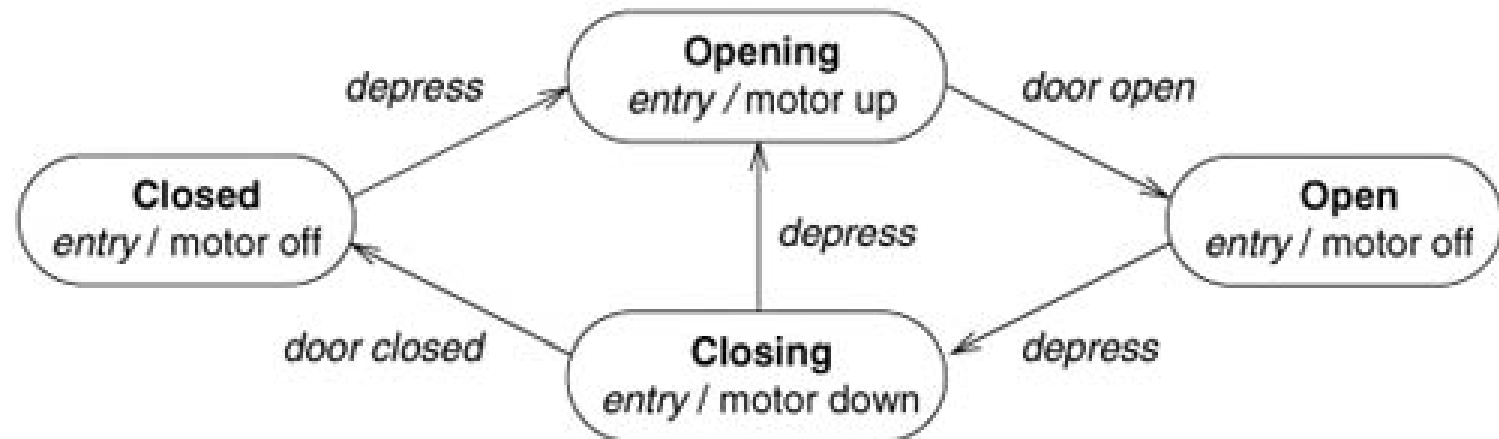 Opening
entry / motor up
depress
door open
Closed
entry / motor off
Open
entry / motor off
depress
door closed
Closing
entry / motor down
depress